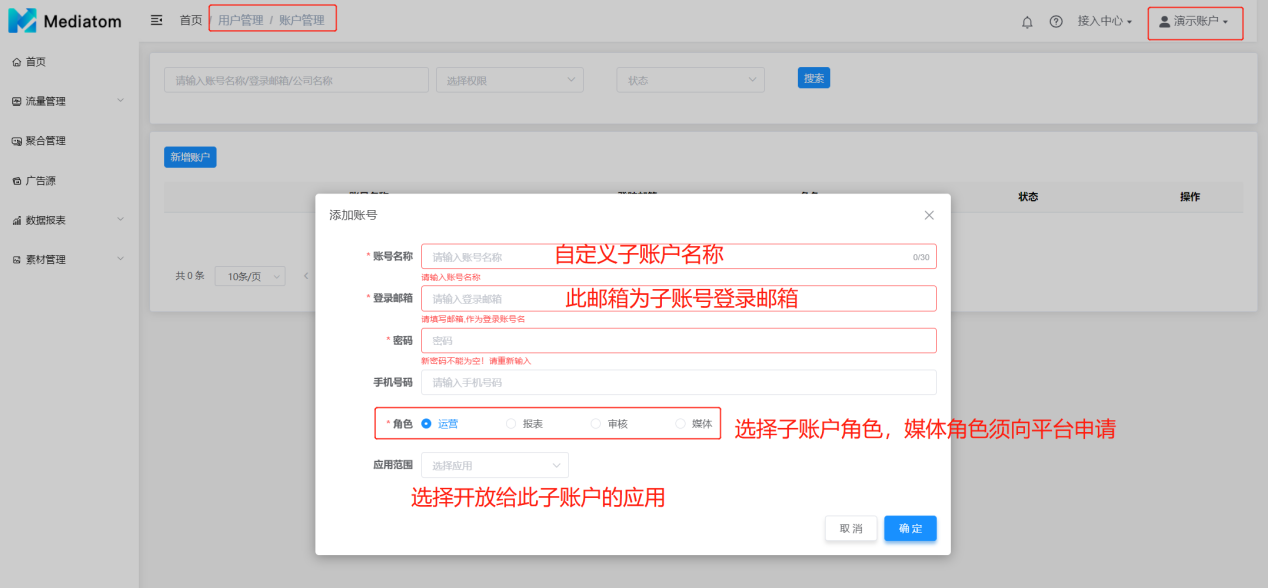 Mediatom
首页 / 用户管理 / 账户管理
接入中心
演示账户
首页
流量管理
聚合管理
广告源
数据报表
素材管理
请输入账号名称/登录邮箱/公司名称
选择权限
状态
搜索
新增账户
状态
操作
共 0 条
10条/页
添加账号
* 账号名称
请输入账号名称
自定义子账户名称
0/30
请输入账号名称
* 登录邮箱
请输入登录邮箱
此邮箱为子账号登录邮箱
请填写邮箱,作为登录账号名
* 密码
密码
新密码不能为空！请重新输入
手机号码
请输入手机号码
* 角色
运营
报表
审核
媒体
选择子账户角色，媒体角色须向平台申请
应用范围
选择应用
选择开放给此子账户的应用
取 消
确 定